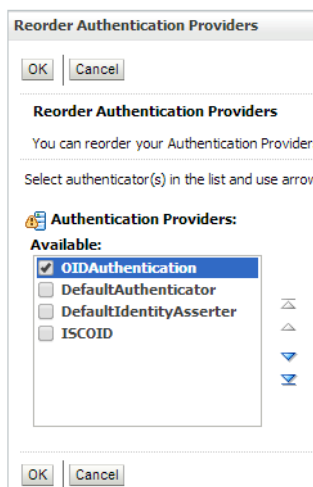 Reorder Authentication Providers
OK Cancel
Reorder Authentication Providers
You can reorder your Authentication Provider
Select authenticator(s) in the list and use arrow
Authentication Providers:
Available:
OIDAuthentication
DefaultAuthenticator
DefaultIdentityAsserter
ISCOID
OK Cancel